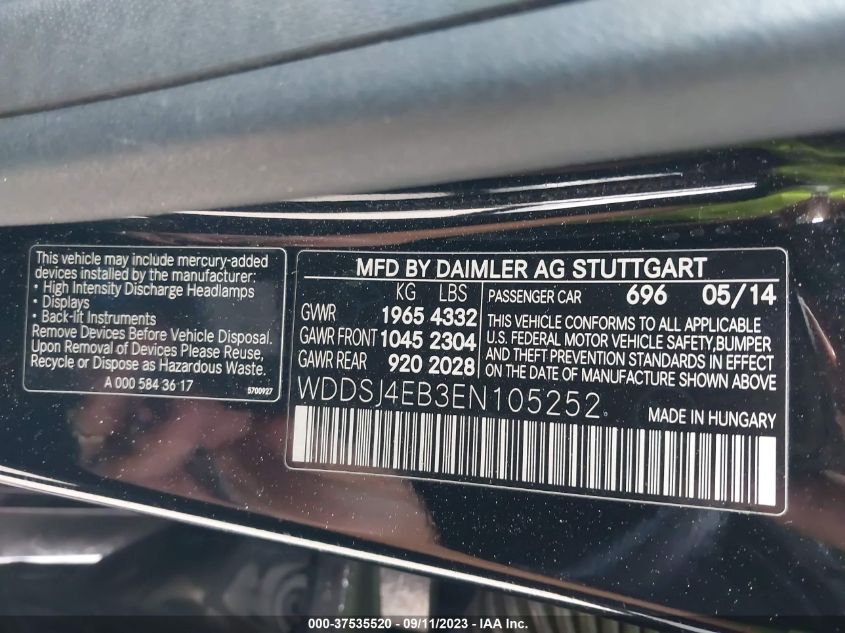 This vehicle may include mercury-added
devices installed by the manufacturer:
• High Intensity Discharge Headlamps
• Displays
• Back-lit Instruments
Remove Devices Before Vehicle Disposal.
Upon Removal of Devices Please Reuse,
Recycle or Dispose as Hazardous Waste.
A 000 584 36 17
5700927
MFD BY DAIMLER AG STUTTGART
KG LBS
GVWR 1965 4332
GAWR FRONT 1045 2304
GAWR REAR 920 2028
PASSENGER CAR 696 05/14
THIS VEHICLE CONFORMS TO ALL APPLICABLE
U.S. FEDERAL MOTOR VEHICLE SAFETY,BUMPER
AND THEFT PREVENTION STANDARDS IN EFFECT
ON THE DATE OF MANUFACTURE SHOWN ABOVE
WDDSJ4EB3EN105252
MADE IN HUNGARY
000-37535520 - 09/11/2023 - IAA Inc.